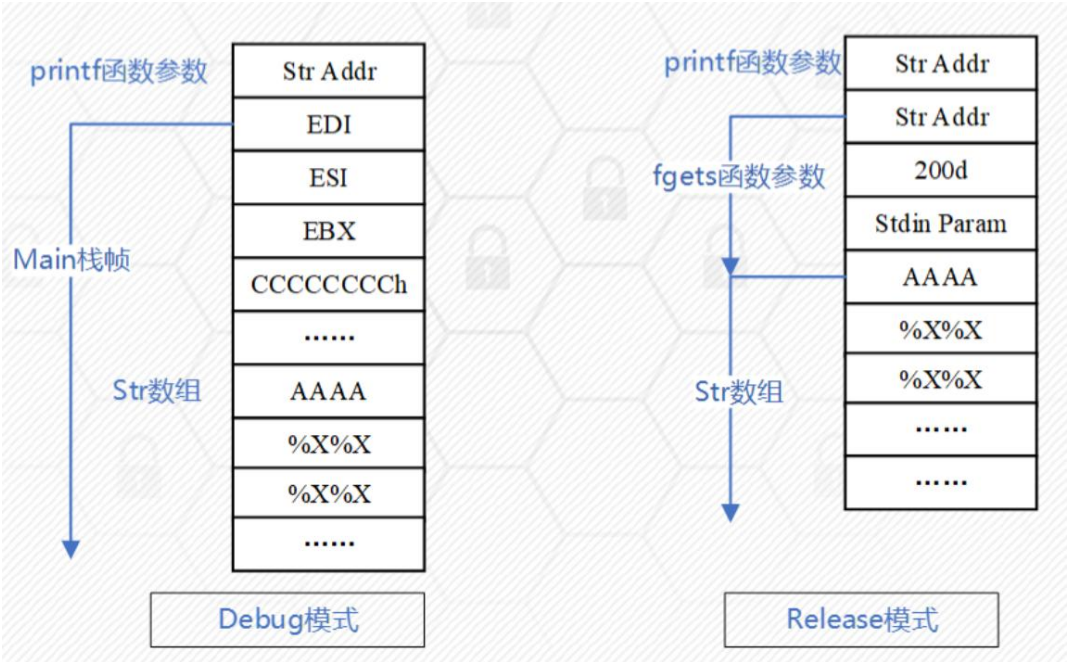 printf函数参数
Str Addr
EDI
ESI
EBX
Main栈帧
CCCCCCCCh
......
Str数组
AAAA
%X%X
%X%X
......
Debug模式
printf函数参数
Str Addr
Str Addr
fgets函数参数
200d
Stdin Param
AAAA
%X%X
%X%X
Str数组
......
......
Release模式